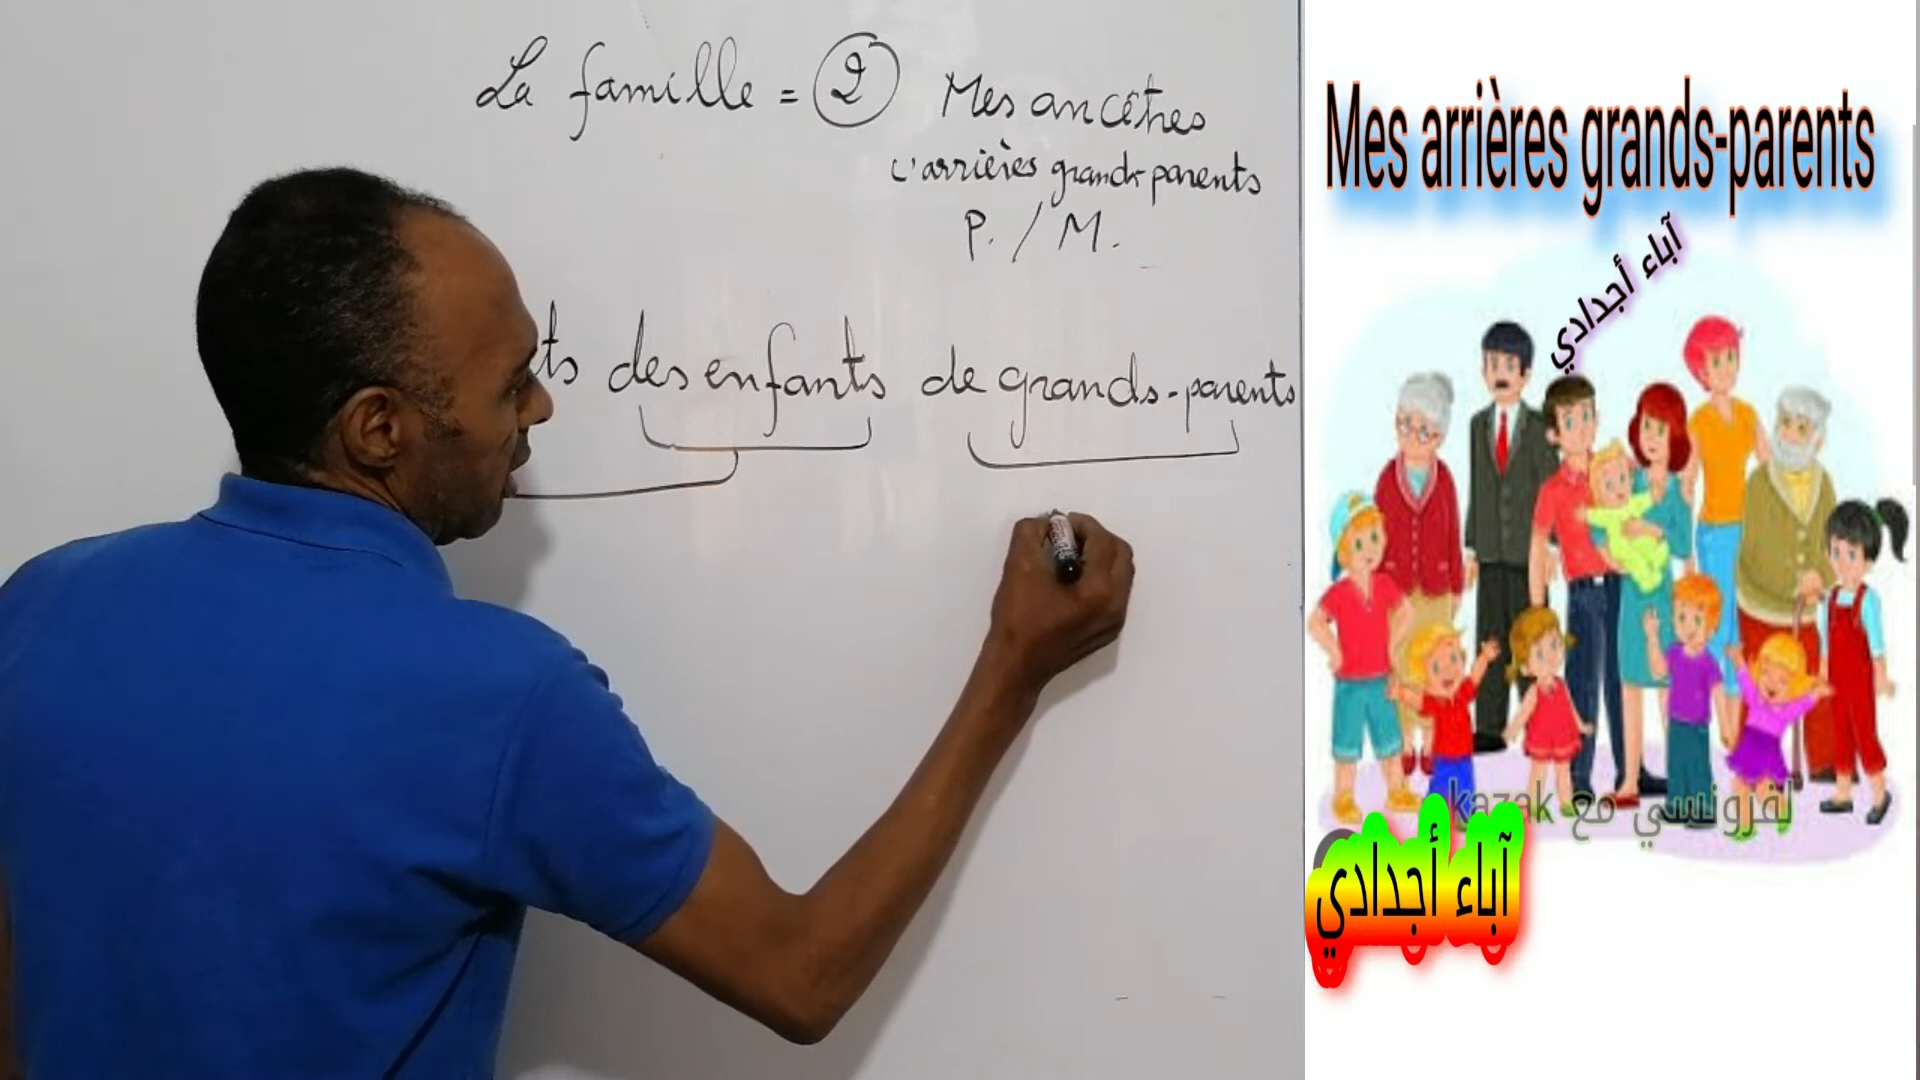 La famille = 2 Mes ancêtres
L'arrières grands-parents
P. / M.
ts des enfants de grands-parents
Mes arrières grands-parents
آباء أجدادي
لفرونسي مع kazak
آباء أجدادي